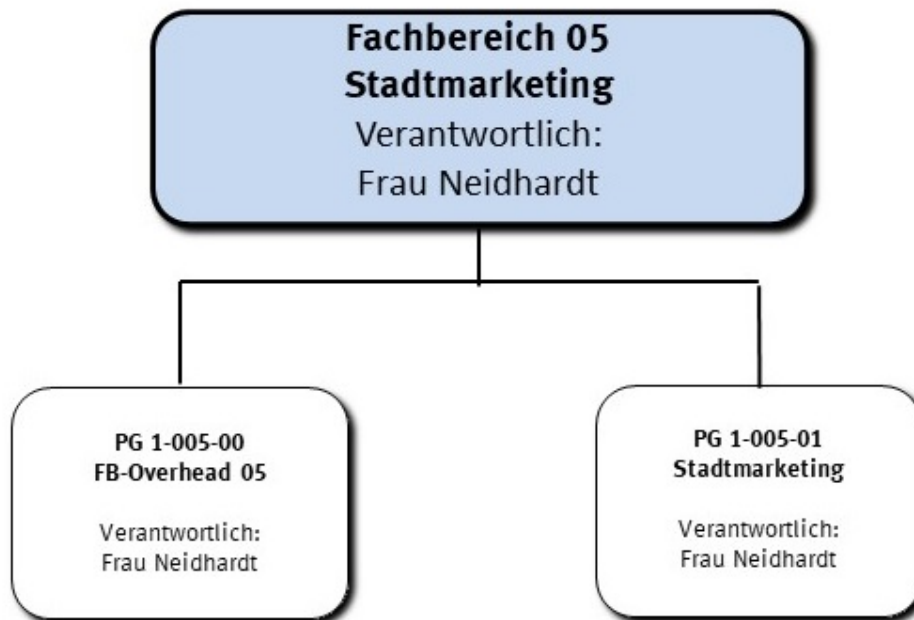 Fachbereich 05
Stadtmarketing
Verantwortlich:
Frau Neidhardt
PG 1-005-00
FB-Overhead 05
Verantwortlich:
Frau Neidhardt
PG 1-005-01
Stadtmarketing
Verantwortlich:
Frau Neidhardt